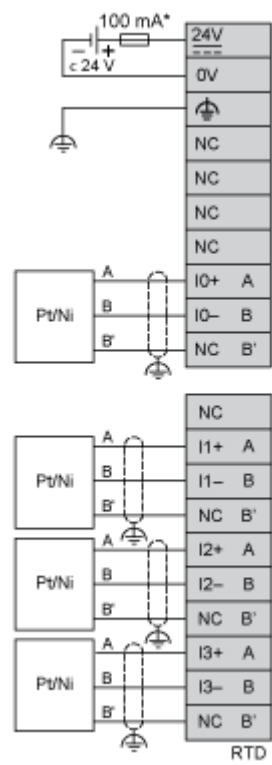 100 mA*
24V
– +
c 24 V
0V
NC
NC
NC
NC
A
I0+ A
Pt/Ni
B
I0– B
B'
NC B'
NC
A
I1+ A
Pt/Ni
B
I1– B
B'
NC B'
A
I2+ A
Pt/Ni
B
I2– B
B'
NC B'
A
I3+ A
Pt/Ni
B
I3– B
B'
NC B'
RTD